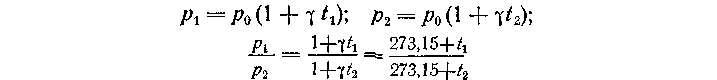 p₁ = p₀ (1 + γ t₁); p₂ = p₀ (1 + γ t₂);
p₁/p₂ = (1+γt₁)/(1+γt₂) = (273,15+t₁)/(273,15+t₂)